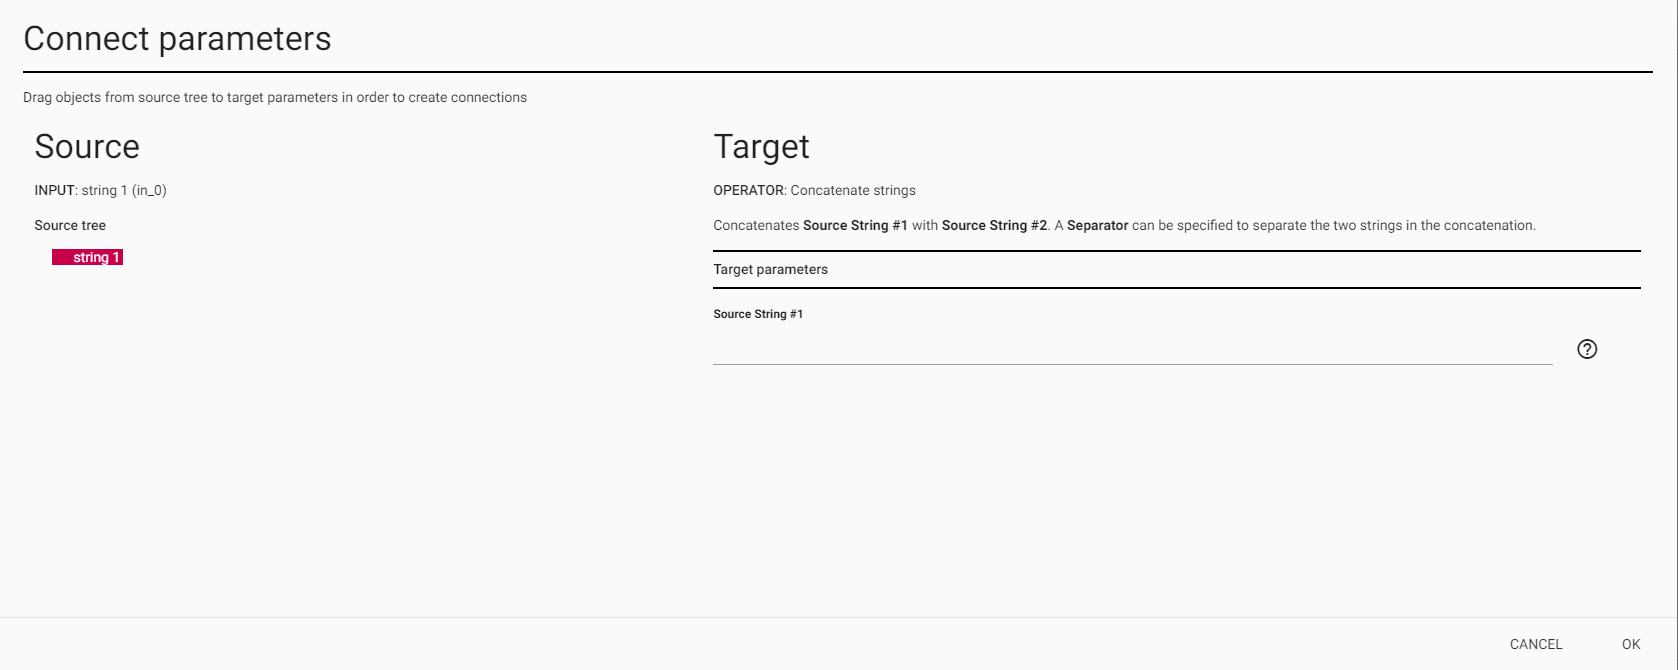 Connect parameters
Drag objects from source tree to target parameters in order to create connections
Source
INPUT: string 1 (in_0)
Source tree
string 1
Target
OPERATOR: Concatenate strings
Concatenates Source String #1 with Source String #2. A Separator can be specified to separate the two strings in the concatenation.
Target parameters
Source String #1
?
CANCEL
OK